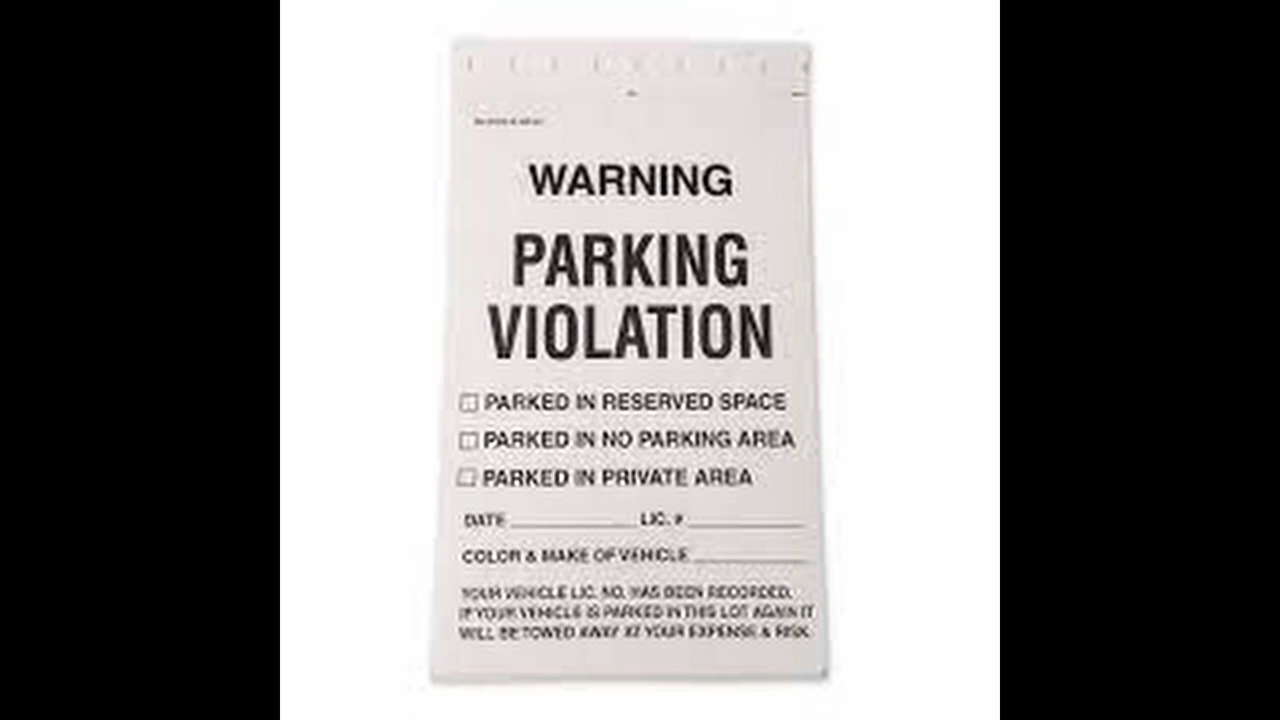 WARNING
PARKING
VIOLATION
PARKED IN RESERVED SPACE
PARKED IN NO PARKING AREA
PARKED IN PRIVATE AREA
DATE LIC. #
COLOR & MAKE OF VEHICLE
YOUR VEHICLE LIC. NO. HAS BEEN RECORDED.
IF YOUR VEHICLE IS PARKED IN THIS LOT AGAIN IT
WILL BE TOWED AWAY AT YOUR EXPENSE & RISK.